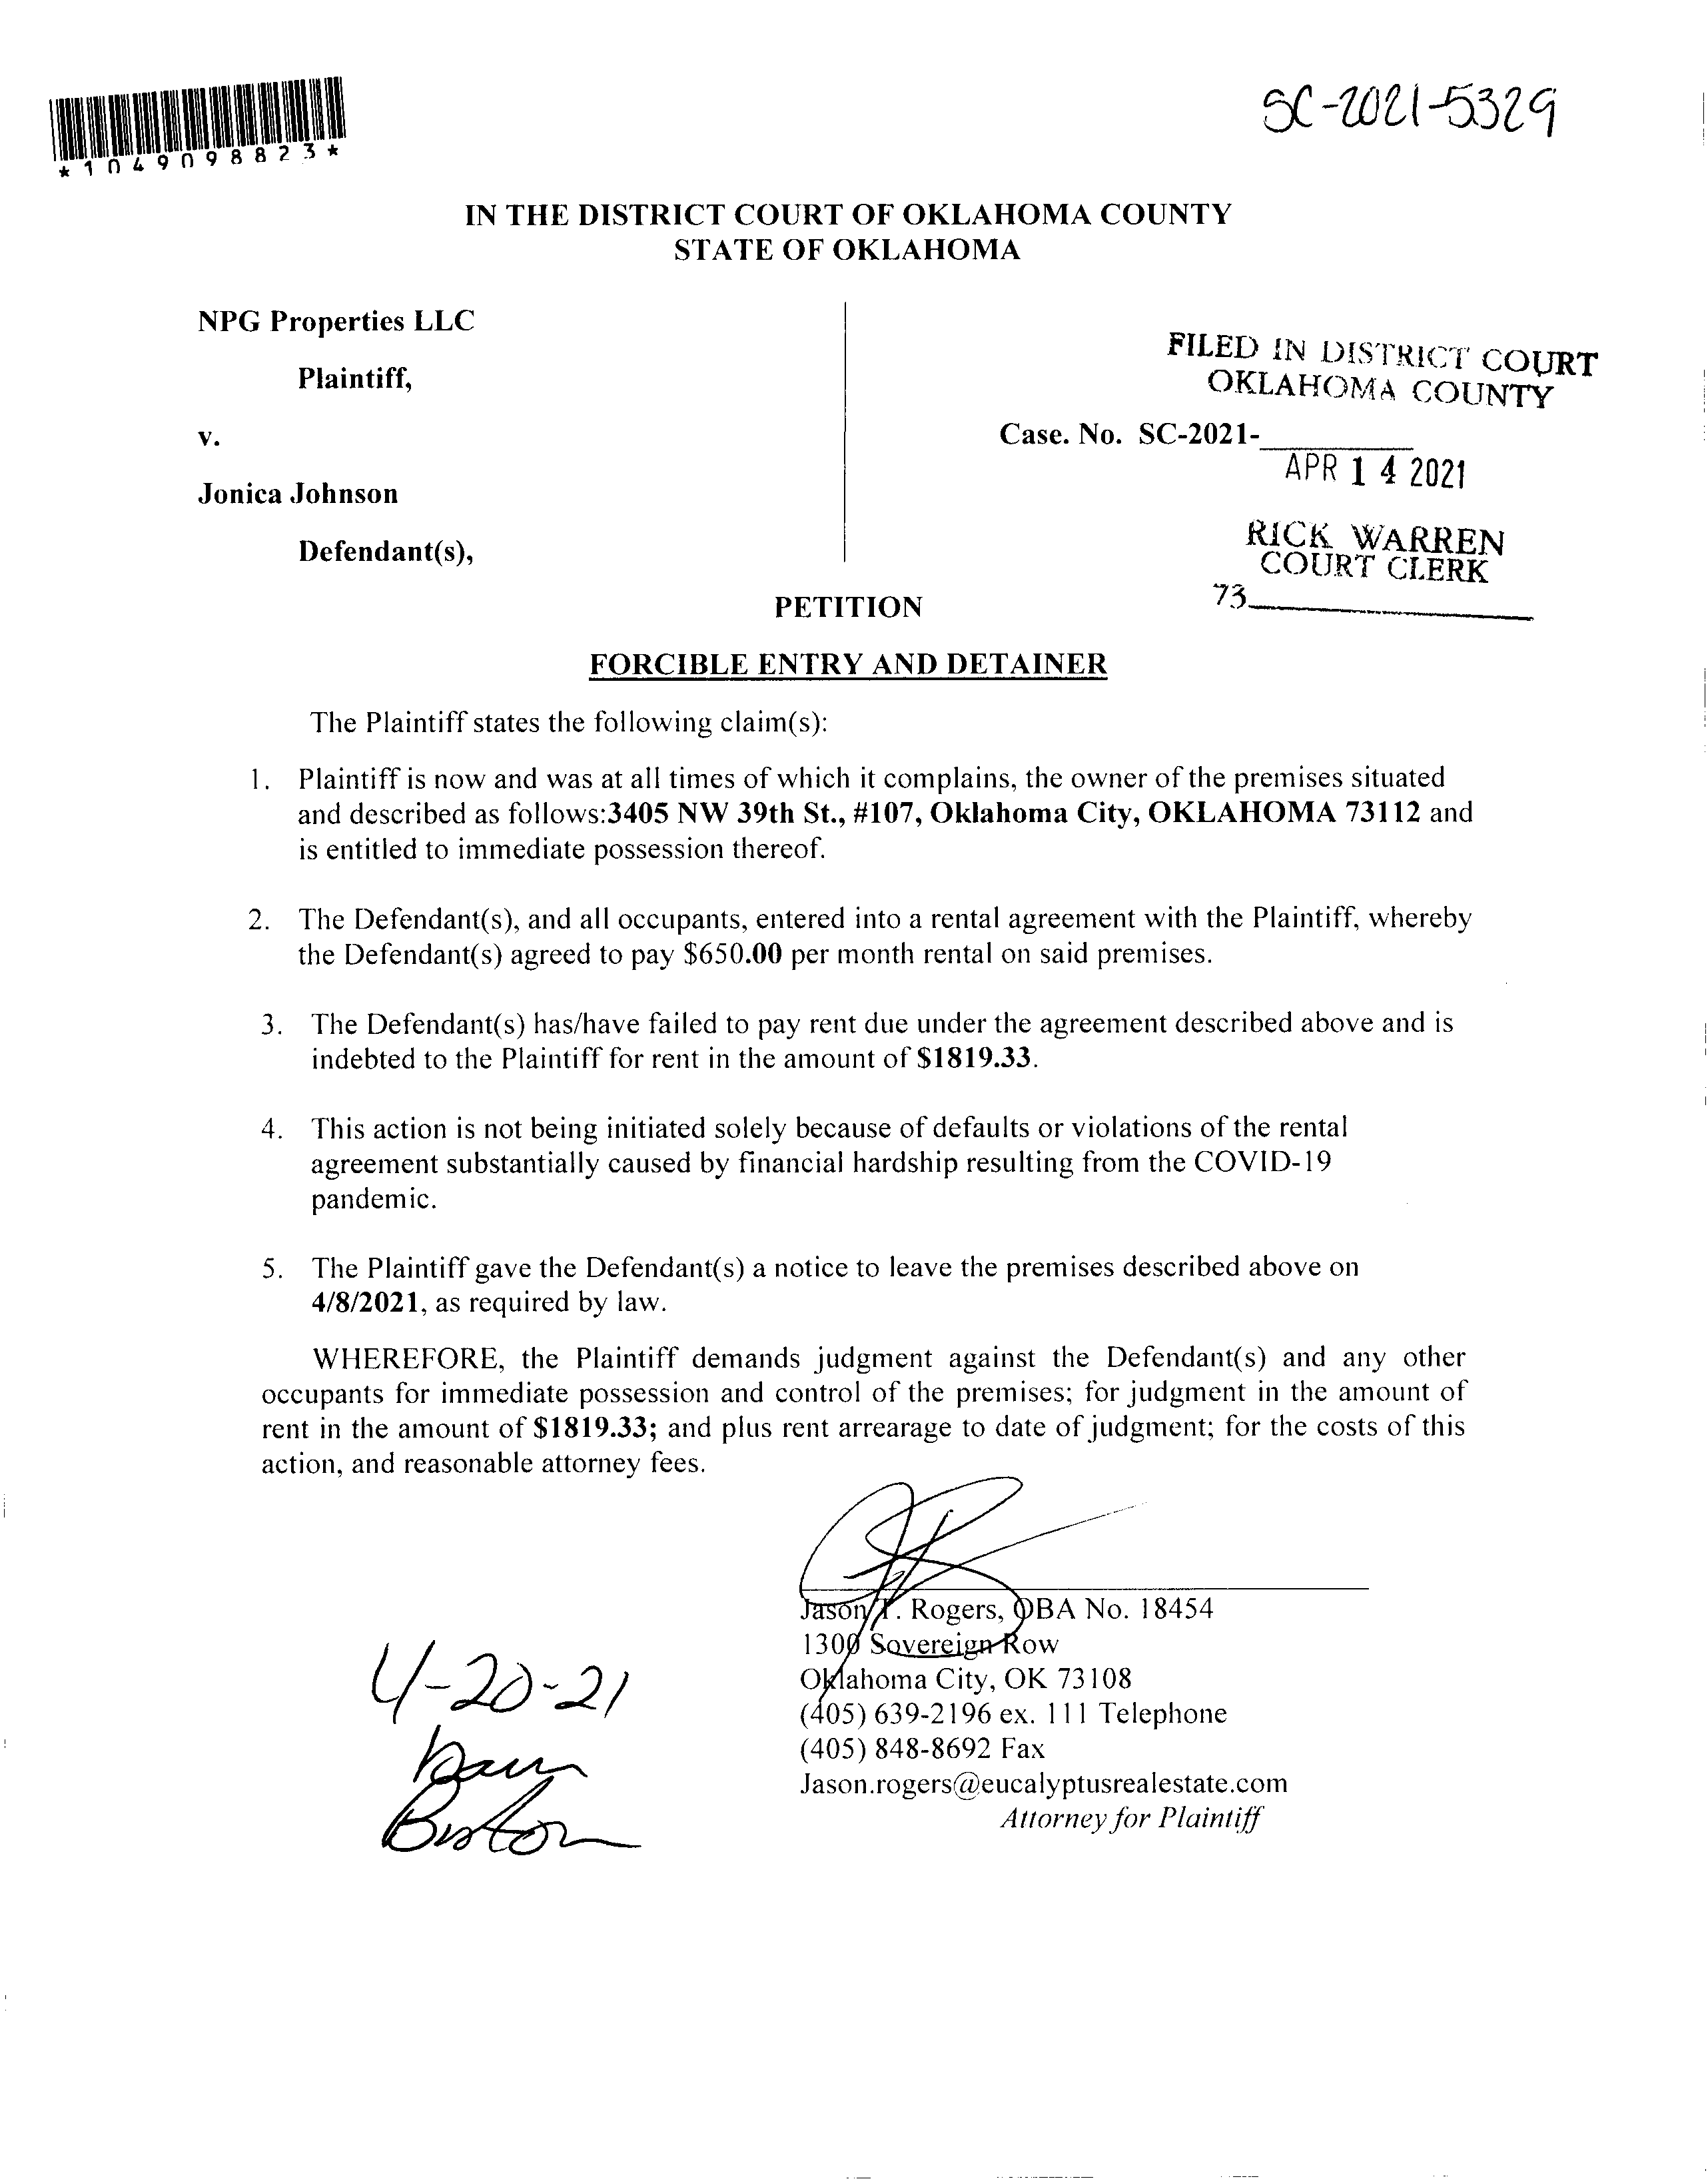 SC-2021-5329
*1049098823*
IN THE DISTRICT COURT OF OKLAHOMA COUNTY
STATE OF OKLAHOMA
NPG Properties LLC
Plaintiff,
v.
Jonica Johnson
Defendant(s),
FILED IN DISTRICT COURT
OKLAHOMA COUNTY
Case. No. SC-2021-__________
APR 14 2021
RICK WARREN
COURT CLERK
73__________
PETITION
FORCIBLE ENTRY AND DETAINER
The Plaintiff states the following claim(s):
1. Plaintiff is now and was at all times of which it complains, the owner of the premises situated
and described as follows:3405 NW 39th St., #107, Oklahoma City, OKLAHOMA 73112 and
is entitled to immediate possession thereof.
2. The Defendant(s), and all occupants, entered into a rental agreement with the Plaintiff, whereby
the Defendant(s) agreed to pay $650.00 per month rental on said premises.
3. The Defendant(s) has/have failed to pay rent due under the agreement described above and is
indebted to the Plaintiff for rent in the amount of $1819.33.
4. This action is not being initiated solely because of defaults or violations of the rental
agreement substantially caused by financial hardship resulting from the COVID-19
pandemic.
5. The Plaintiff gave the Defendant(s) a notice to leave the premises described above on
4/8/2021, as required by law.
WHEREFORE, the Plaintiff demands judgment against the Defendant(s) and any other
occupants for immediate possession and control of the premises; for judgment in the amount of
rent in the amount of $1819.33; and plus rent arrearage to date of judgment; for the costs of this
action, and reasonable attorney fees.
Jason Rogers, OBA No. 18454
1300 Sovereign Row
Oklahoma City, OK 73108
(405) 639-2196 ex. 111 Telephone
(405) 848-8692 Fax
Jason.rogers@eucalyptusrealestate.com
Attorney for Plaintiff
4-20-21